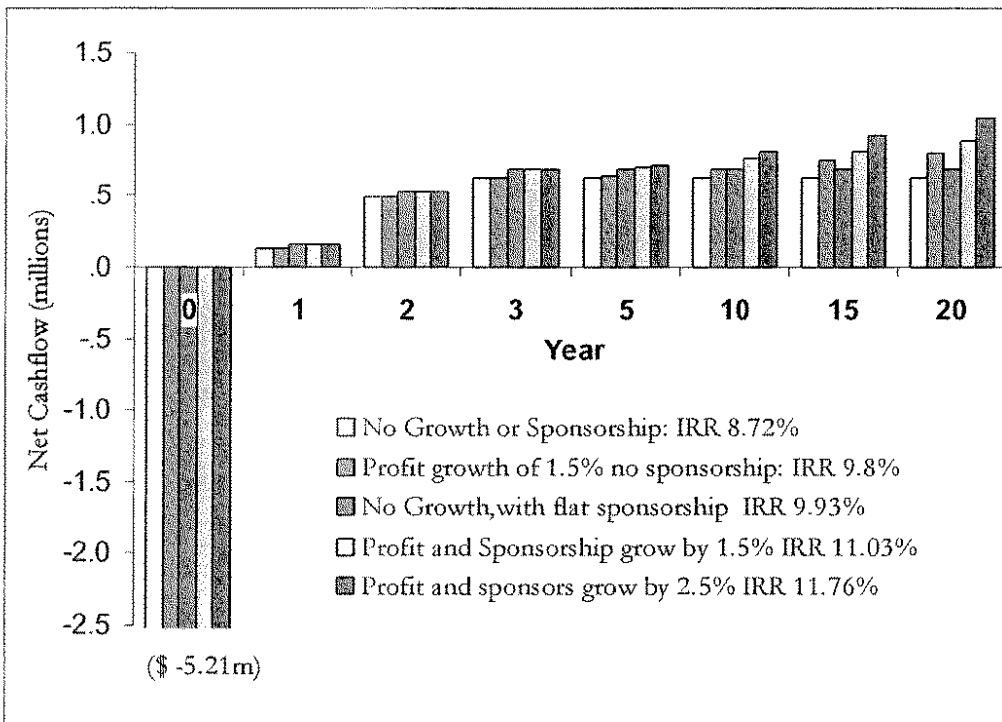 1.5
1.0
.5
.0
-.5
-1.0
-1.5
-2.0
-2.5
Net Cashflow (millions)
0 1 2 3 5 10 15 20
Year
No Growth or Sponsorship: IRR 8.72%
Profit growth of 1.5% no sponsorship: IRR 9.8%
No Growth,with flat sponsorship IRR 9.93%
Profit and Sponsorship grow by 1.5% IRR 11.03%
Profit and sponsors grow by 2.5% IRR 11.76%
($ -5.21m)